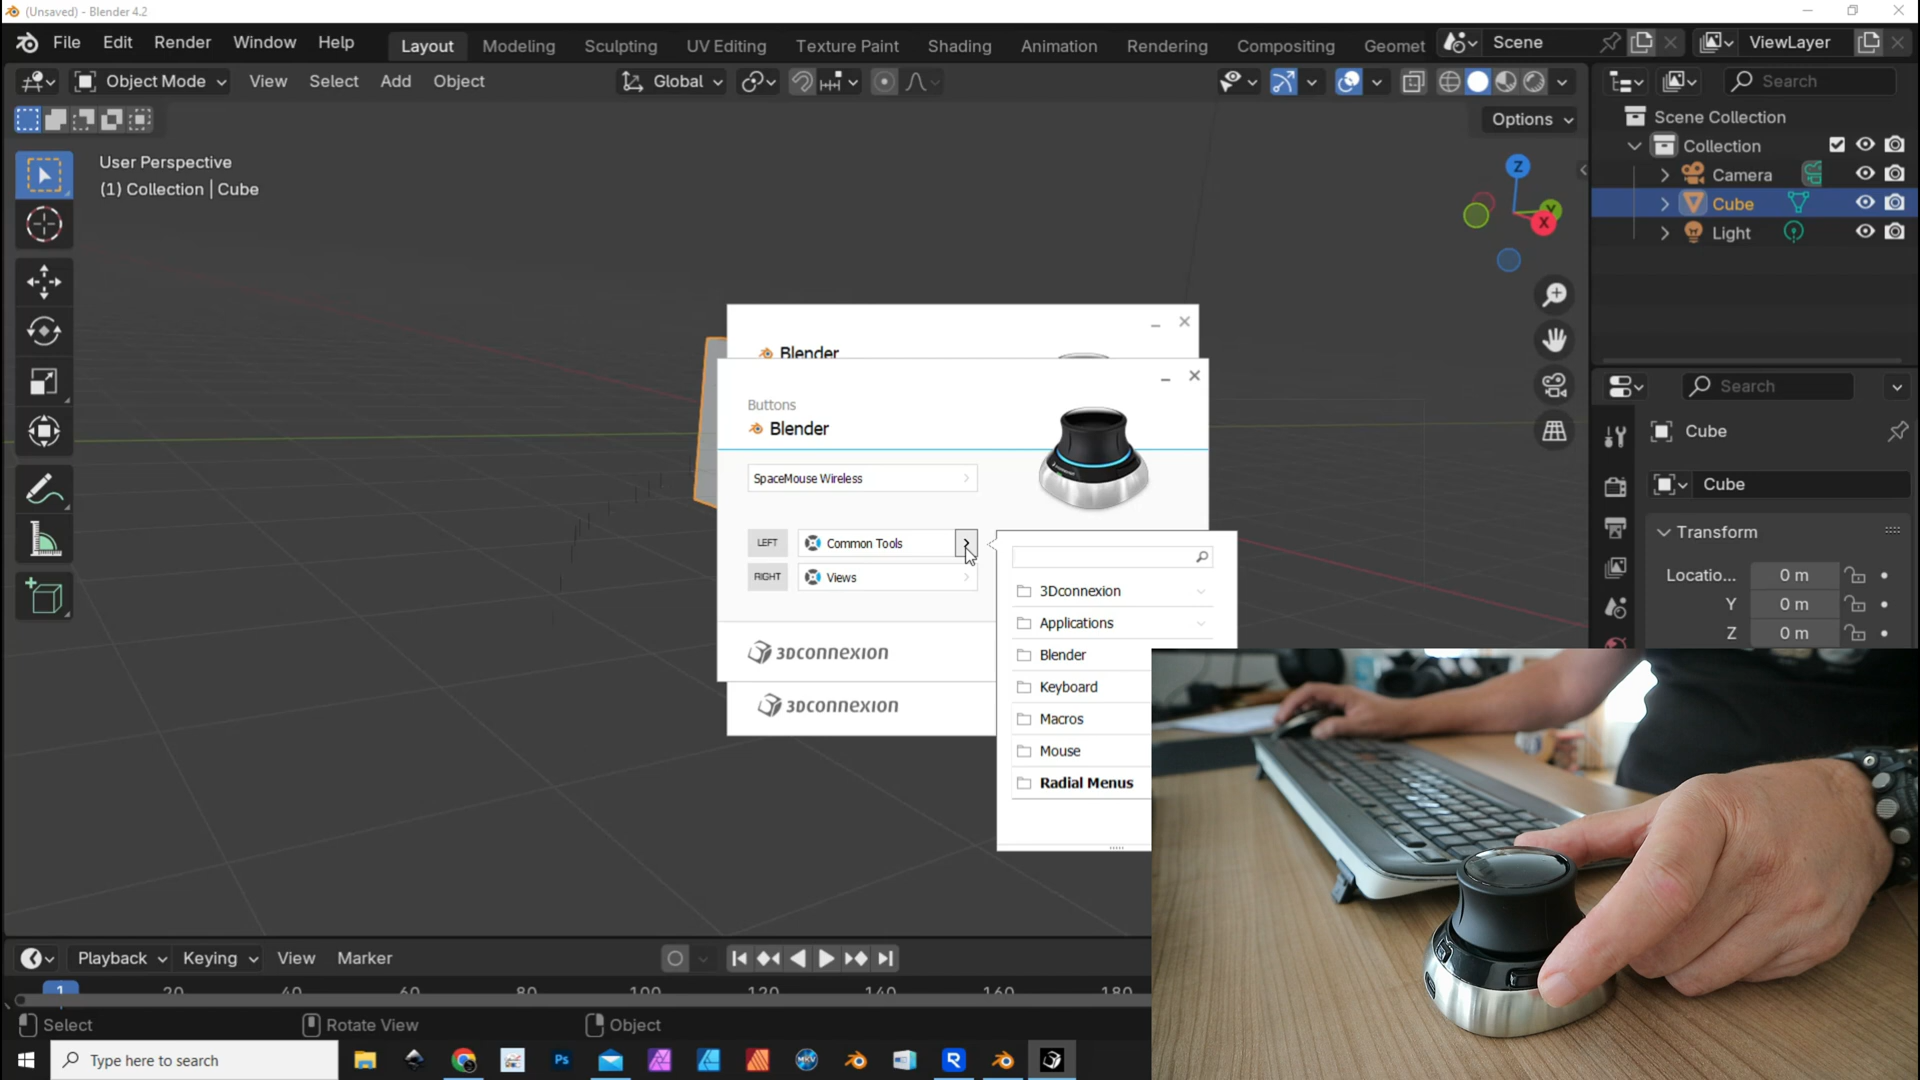 (Unsaved) - Blender 4.2
File Edit Render Window Help Layout Modeling Sculpting UV Editing Texture Paint Shading Animation Rendering Compositing Geomet Scene ViewLayer
Object Mode View Select Add Object Global Search
Options
User Perspective
(1) Collection | Cube
Z
Y
X
Scene Collection
Collection
Camera
Cube
Light
Search
Cube
Cube
Transform
Locatio... 0 m
Y 0 m
Z 0 m
Blender
Buttons
Blender
SpaceMouse Wireless
LEFT Common Tools
RIGHT Views
3DCONNEXION
3DCONNEXION
3Dconnexion
Applications
Blender
Keyboard
Macros
Mouse
Radial Menus
Playback Keying View Marker
1 20 40 60 80 100 120 140 160 180
Select Rotate View Object
Type here to search
Ps
MKV
R